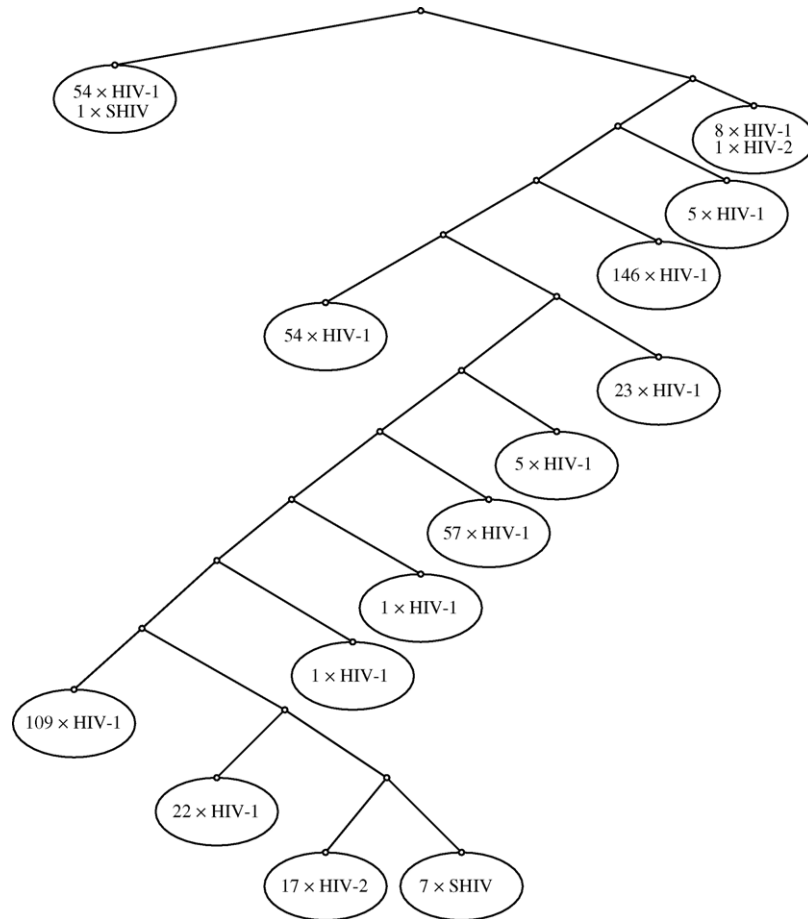 54 × HIV-1
1 × SHIV
8 × HIV-1
1 × HIV-2
5 × HIV-1
146 × HIV-1
54 × HIV-1
23 × HIV-1
5 × HIV-1
57 × HIV-1
1 × HIV-1
1 × HIV-1
109 × HIV-1
22 × HIV-1
17 × HIV-2
7 × SHIV